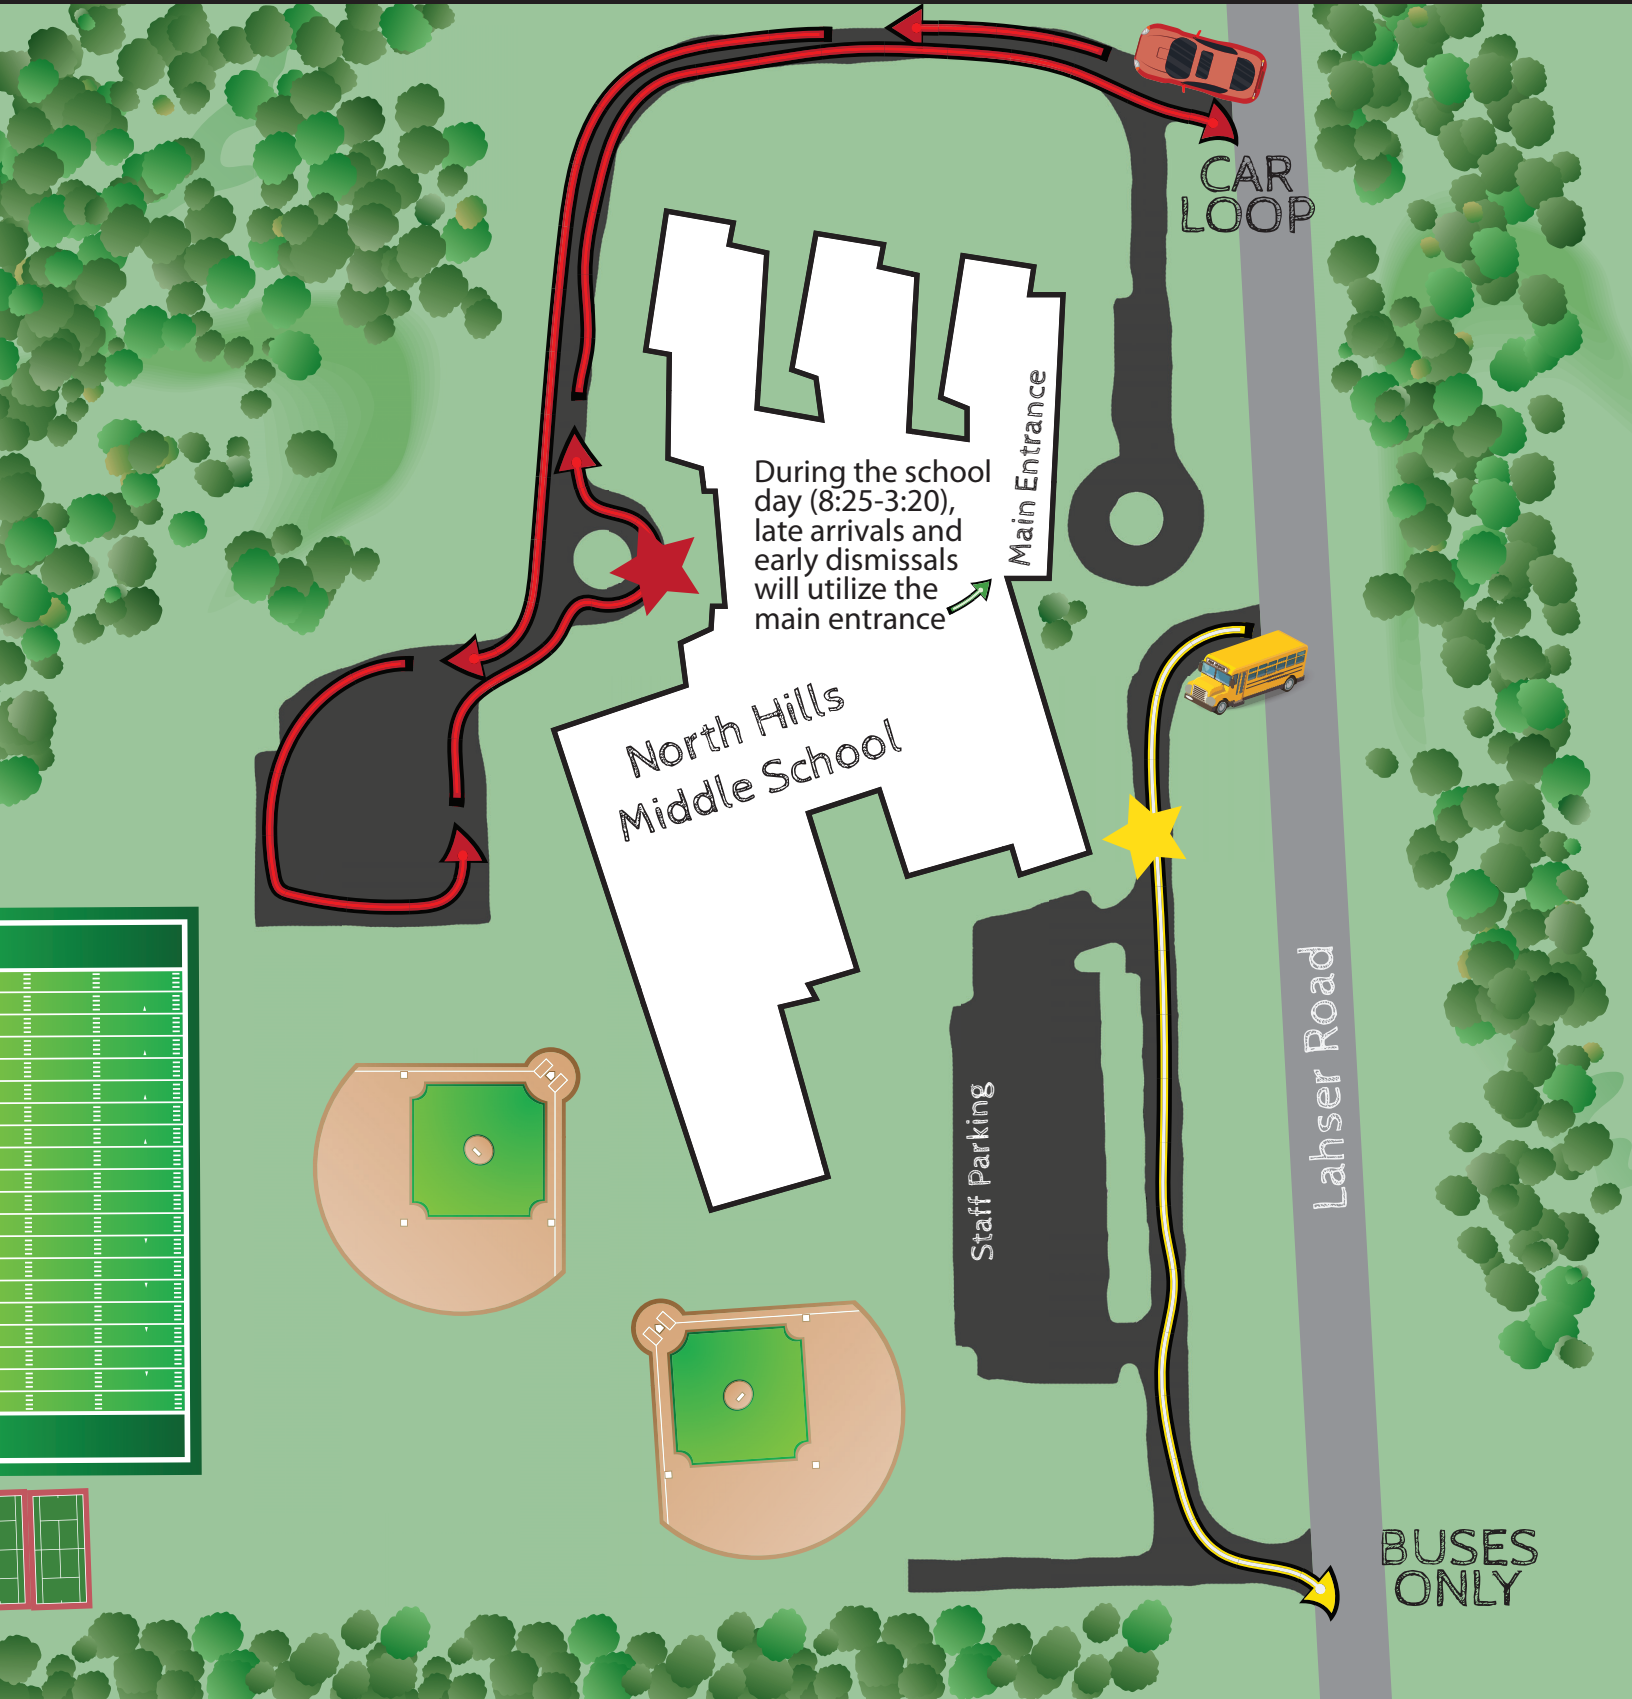 CAR
LOOP
Main Entrance
During the school
day (8:25-3:20),
late arrivals and
early dismissals
will utilize the
main entrance
North Hills
Middle School
Lahser Road
Staff Parking
BUSES
ONLY